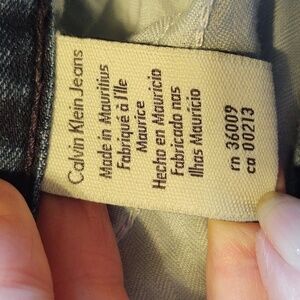 Calvin Klein Jeans
Made in Mauritius
Fabriqué à l'Ile
Maurice
Hecho en Mauricio
Fabricado nas
Ilhas Mauricio
rn 36009
ca 00213